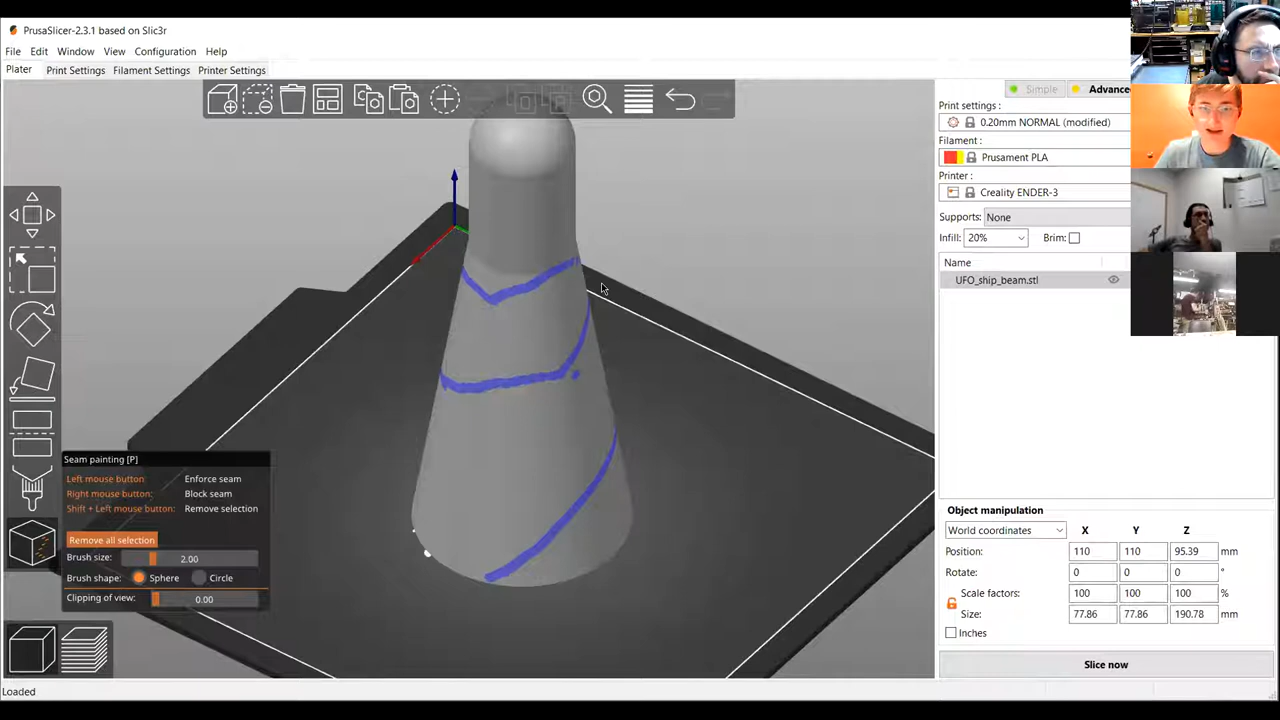 PrusaSlicer-2.3.1 based on Slic3r
File Edit Window View Configuration Help
Plater Print Settings Filament Settings Printer Settings
Simple Advanced
Print settings:
0.20mm NORMAL (modified)
Filament:
Prusament PLA
Printer:
Creality ENDER-3
Supports: None
Infill: 20% Brim:
Name
UFO_ship_beam.stl
Seam painting [P]
Left mouse button: Enforce seam
Right mouse button: Block seam
Shift + Left mouse button: Remove selection
Remove all selection
Brush size: 2.00
Brush shape: Sphere Circle
Clipping of view: 0.00
Object manipulation
World coordinates X Y Z
Position: 110 110 95.39 mm
Rotate: 0 0 0 °
Scale factors: 100 100 100 %
Size: 77.86 77.86 190.78 mm
Inches
Slice now
Loaded